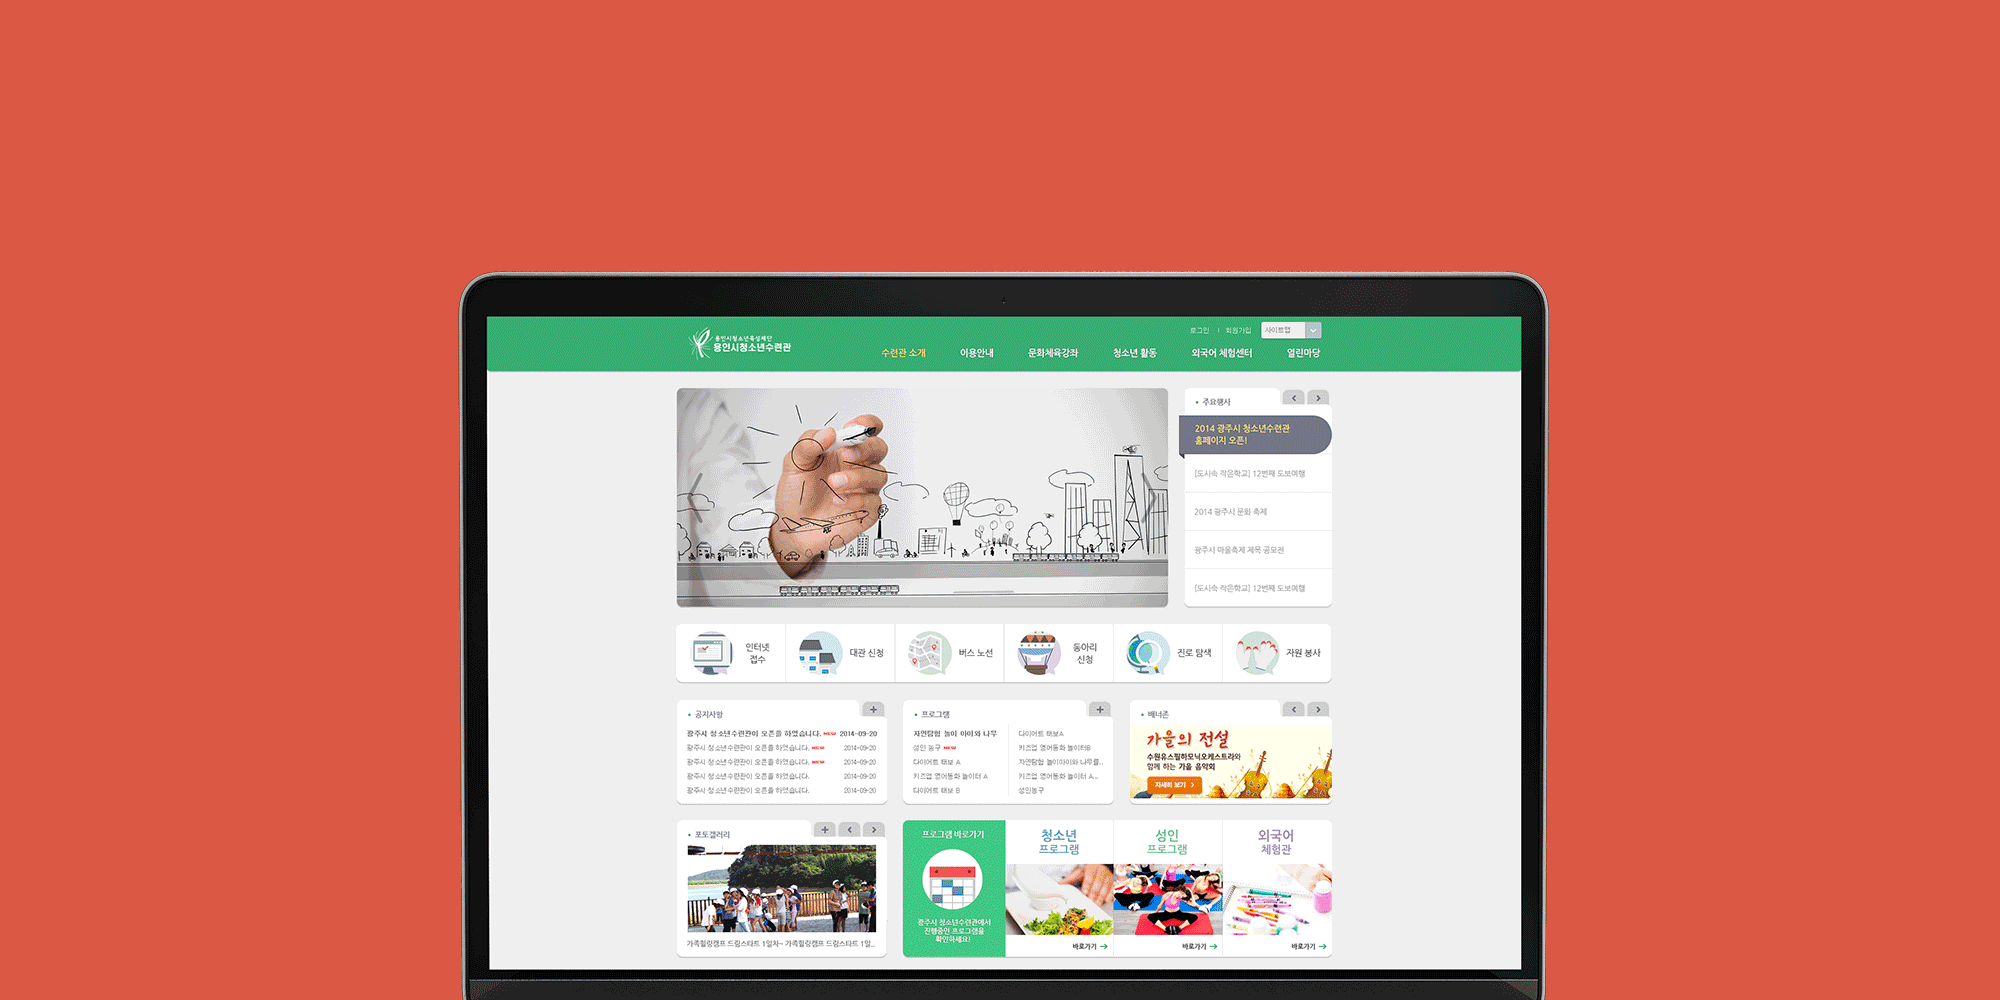 용인시청소년육성재단
용인시청소년수련관
로그인 | 회원가입
사이트맵
수련관 소개 이용안내 문화체육강좌 청소년 활동 외국어 체험센터 열린마당
주요행사
2014 광주시 청소년수련관
홈페이지 오픈!
[도시속 작은학교] 12번째 도보여행
2014 광주시 문화 축제
광주시 마을축제 제목 공모전
[도시속 작은학교] 12번째 도보여행
인터넷
접수
대관 신청
버스 노선
동아리
신청
진로 탐색
자원 봉사
공지사항
광주시 청소년수련관이 오픈을 하였습니다. NEW 2014-09-20
광주시 청소년수련관이 오픈을 하였습니다. NEW 2014-09-20
광주시 청소년수련관이 오픈을 하였습니다. NEW 2014-09-20
광주시 청소년수련관이 오픈을 하였습니다. 2014-09-20
광주시 청소년수련관이 오픈을 하였습니다. 2014-09-20
프로그램
자연탐험 놀이 아이와 나무
성인 농구 NEW
다이어트 태보 A
키즈업 영어동화 놀이터 A
다이어트 태보 B
다이어트 태보A
키즈업 영어동화 놀이터B
자연탐험 놀이아이와 나무를..
키즈업 영어동화 놀이터 A...
성인농구
배너존
가을의 전설
수원유스필하모닉오케스트라와
함께 하는 가을 음악회
자세히 보기
포토갤러리
가족힐링캠프 드림스타트 1일차~ 가족힐링캠프 드림스타트 1일...
프로그램 바로가기
광주시 청소년수련관에서
진행중인 프로그램을
확인하세요!
청소년
프로그램
바로가기
성인
프로그램
바로가기
외국어
체험관
바로가기